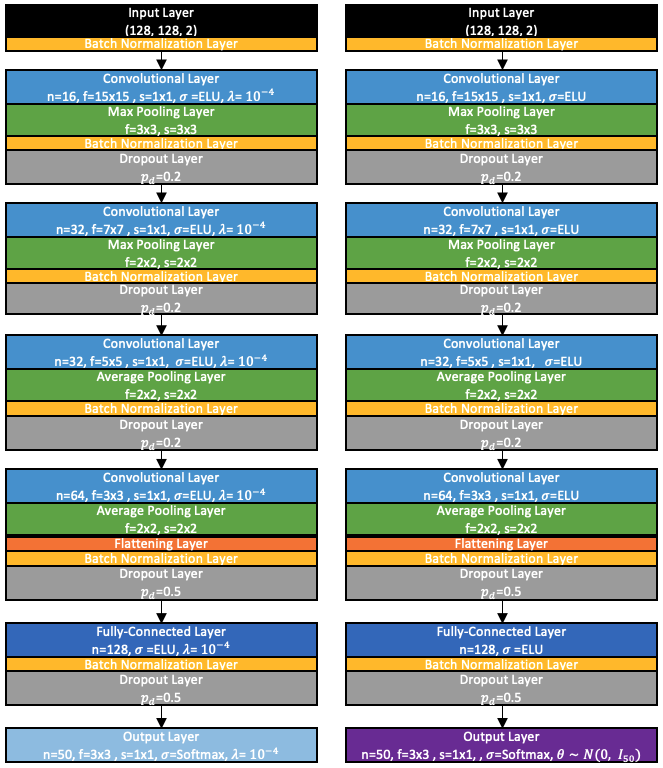 Input Layer
(128, 128, 2)
Batch Normalization Layer
Convolutional Layer
n=16, f=15x15 , s=1x1, σ =ELU, λ= 10⁻⁴
Max Pooling Layer
f=3x3, s=3x3
Batch Normalization Layer
Dropout Layer
p_d=0.2
Convolutional Layer
n=32, f=7x7 , s=1x1, σ=ELU, λ= 10⁻⁴
Max Pooling Layer
f=2x2, s=2x2
Batch Normalization Layer
Dropout Layer
p_d=0.2
Convolutional Layer
n=32, f=5x5 , s=1x1, σ=ELU, λ= 10⁻⁴
Average Pooling Layer
f=2x2, s=2x2
Batch Normalization Layer
Dropout Layer
p_d=0.2
Convolutional Layer
n=64, f=3x3 , s=1x1, σ=ELU, λ= 10⁻⁴
Average Pooling Layer
f=2x2, s=2x2
Flattening Layer
Batch Normalization Layer
Dropout Layer
p_d=0.5
Fully-Connected Layer
n=128, σ =ELU, λ= 10⁻⁴
Batch Normalization Layer
Dropout Layer
p_d=0.5
Output Layer
n=50, f=3x3 , s=1x1, σ=Softmax, λ= 10⁻⁴
Input Layer
(128, 128, 2)
Batch Normalization Layer
Convolutional Layer
n=16, f=15x15 , s=1x1, σ=ELU
Max Pooling Layer
f=3x3, s=3x3
Batch Normalization Layer
Dropout Layer
p_d=0.2
Convolutional Layer
n=32, f=7x7 , s=1x1, σ=ELU
Max Pooling Layer
f=2x2, s=2x2
Batch Normalization Layer
Dropout Layer
p_d=0.2
Convolutional Layer
n=32, f=5x5 , s=1x1, σ=ELU
Average Pooling Layer
f=2x2, s=2x2
Batch Normalization Layer
Dropout Layer
p_d=0.2
Convolutional Layer
n=64, f=3x3 , s=1x1, σ=ELU
Average Pooling Layer
f=2x2, s=2x2
Flattening Layer
Batch Normalization Layer
Dropout Layer
p_d=0.5
Fully-Connected Layer
n=128, σ =ELU
Batch Normalization Layer
Dropout Layer
p_d=0.5
Output Layer
n=50, f=3x3 , s=1x1, , σ=Softmax, θ ~ N(0, I₅₀)